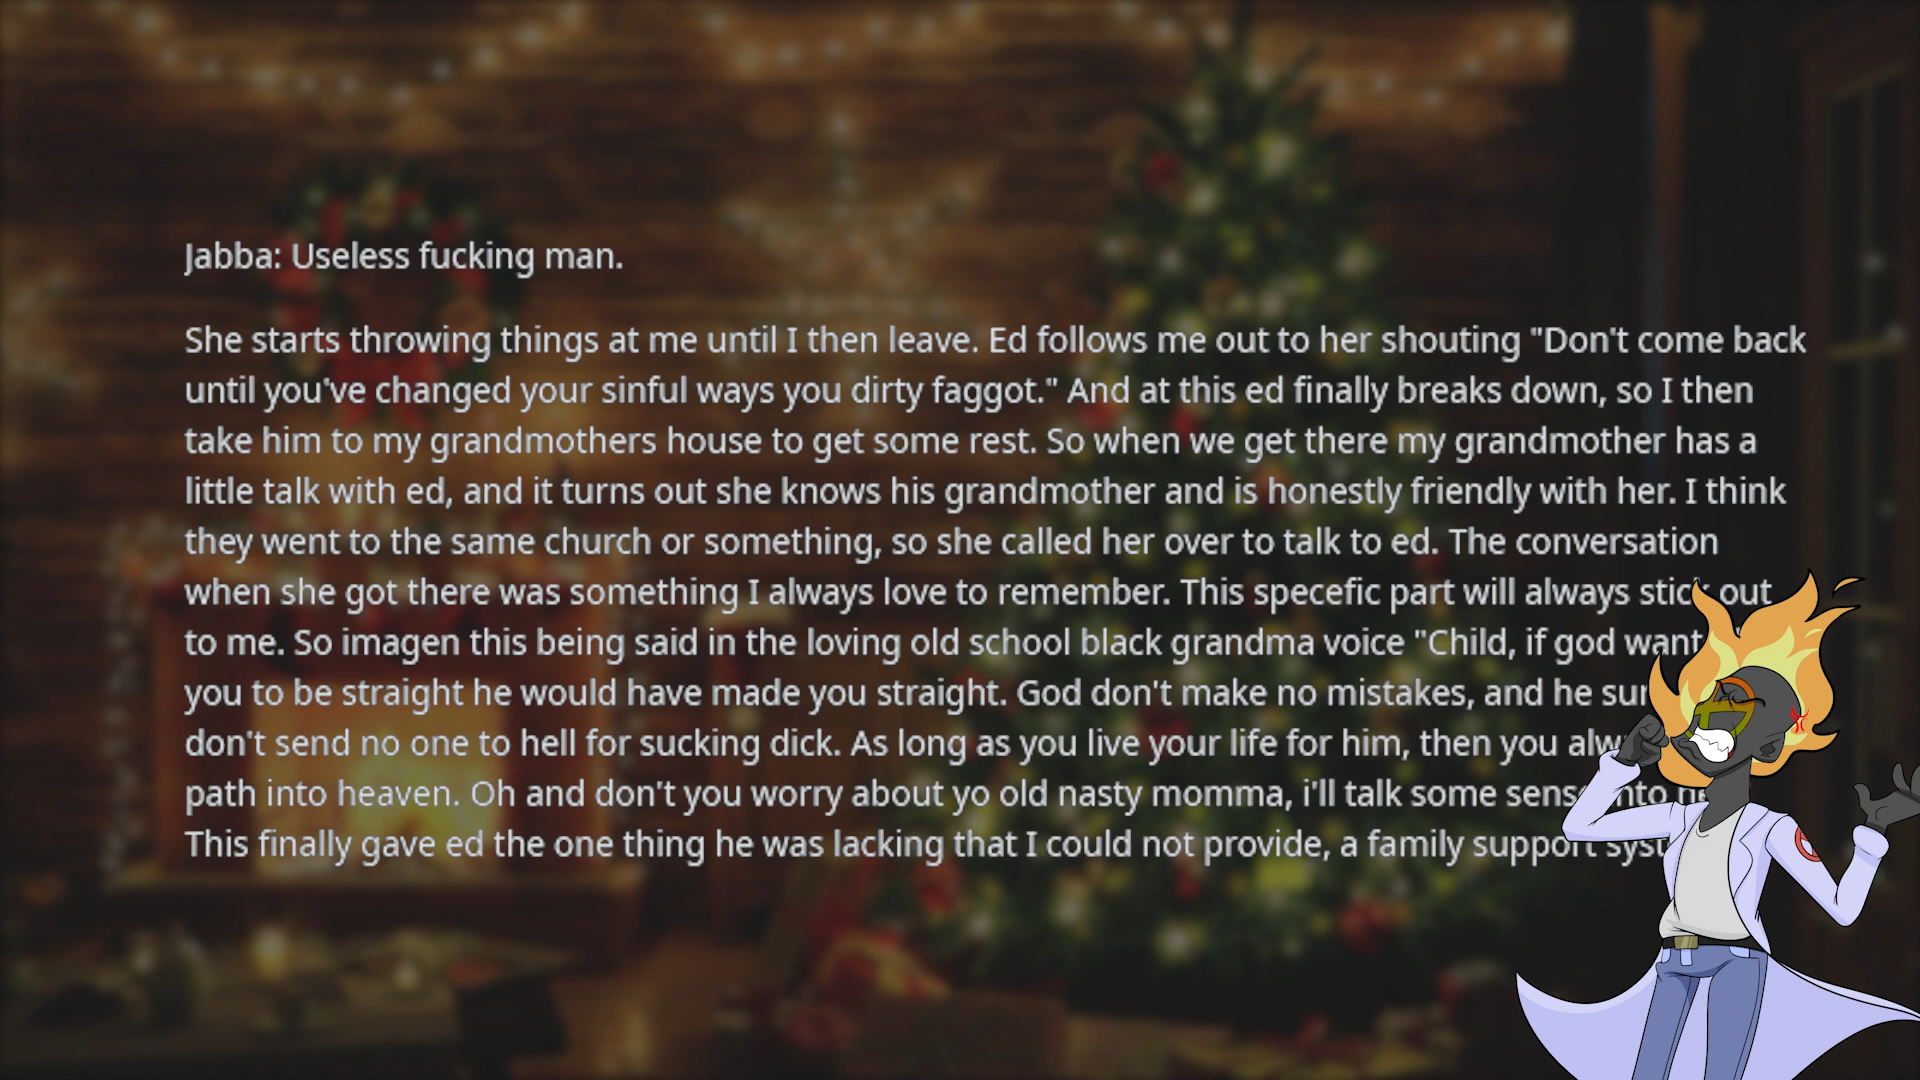 Jabba: Useless fucking man.
She starts throwing things at me until I then leave. Ed follows me out to her shouting "Don't come back
until you've changed your sinful ways you dirty faggot." And at this ed finally breaks down, so I then
take him to my grandmothers house to get some rest. So when we get there my grandmother has a
little talk with ed, and it turns out she knows his grandmother and is honestly friendly with her. I think
they went to the same church or something, so she called her over to talk to ed. The conversation
when she got there was something I always love to remember. This specefic part will always stick out
to me. So imagen this being said in the loving old school black grandma voice "Child, if god want
you to be straight he would have made you straight. God don't make no mistakes, and he
don't send no one to hell for sucking dick. As long as you live your life for him, then you
path into heaven. Oh and don't you worry about yo old nasty momma, i'll talk some sense into
This finally gave ed the one thing he was lacking that I could not provide, a family support